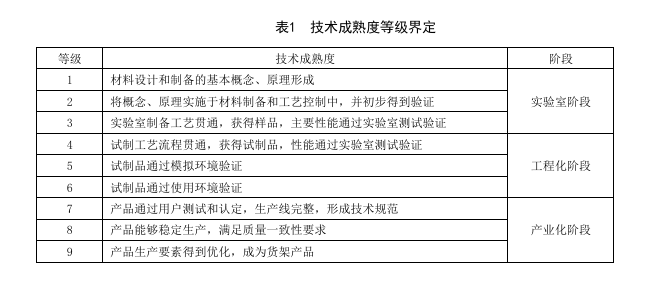 表1 技术成熟度等级界定
等级 技术成熟度 阶段
1 材料设计和制备的基本概念、原理形成
2 将概念、原理实施于材料制备和工艺控制中，并初步得到验证 实验室阶段
3 实验室制备工艺贯通，获得样品，主要性能通过实验室测试验证
4 试制工艺流程贯通，获得试制品，性能通过实验室测试验证
5 试制品通过模拟环境验证 工程化阶段
6 试制品通过使用环境验证
7 产品通过用户测试和认定，生产线完整，形成技术规范
8 产品能够稳定生产，满足质量一致性要求 产业化阶段
9 产品生产要素得到优化，成为货架产品